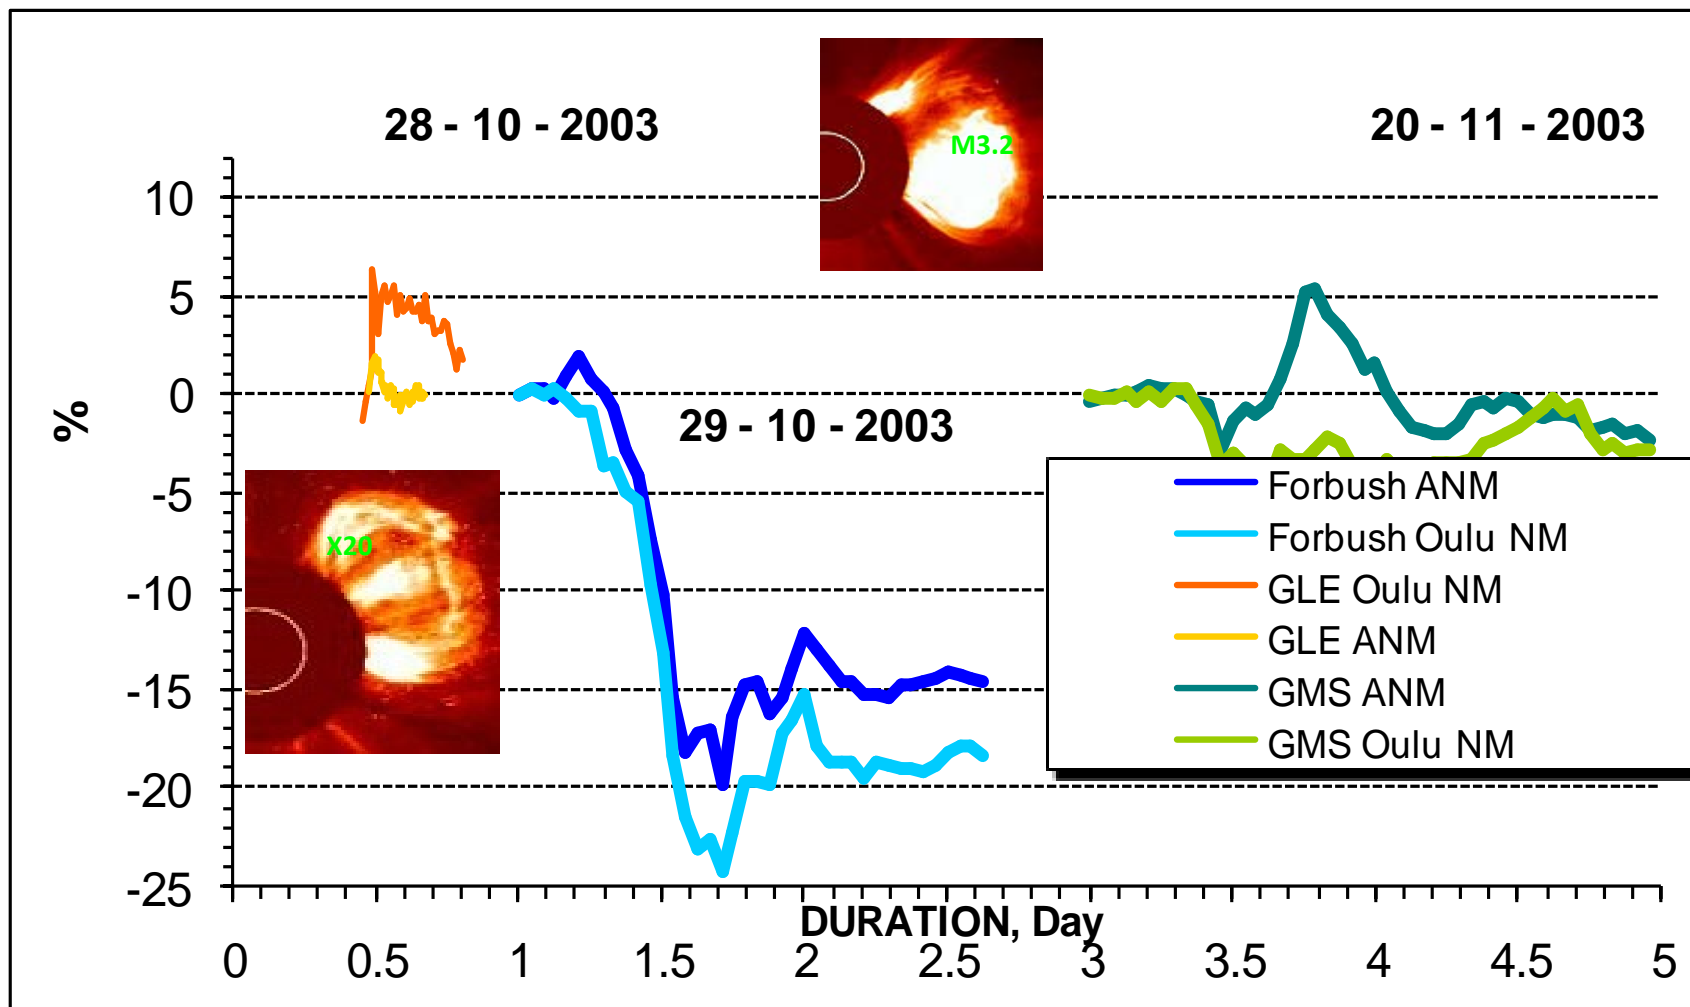 28 - 10 - 2003
20 - 11 - 2003
M3.2
10
5
0
-5
-10
-15
-20
-25
%
29 - 10 - 2003
X20
Forbush ANM
Forbush Oulu NM
GLE Oulu NM
GLE ANM
GMS ANM
GMS Oulu NM
DURATION, Day
0 0.5 1 1.5 2 2.5 3 3.5 4 4.5 5